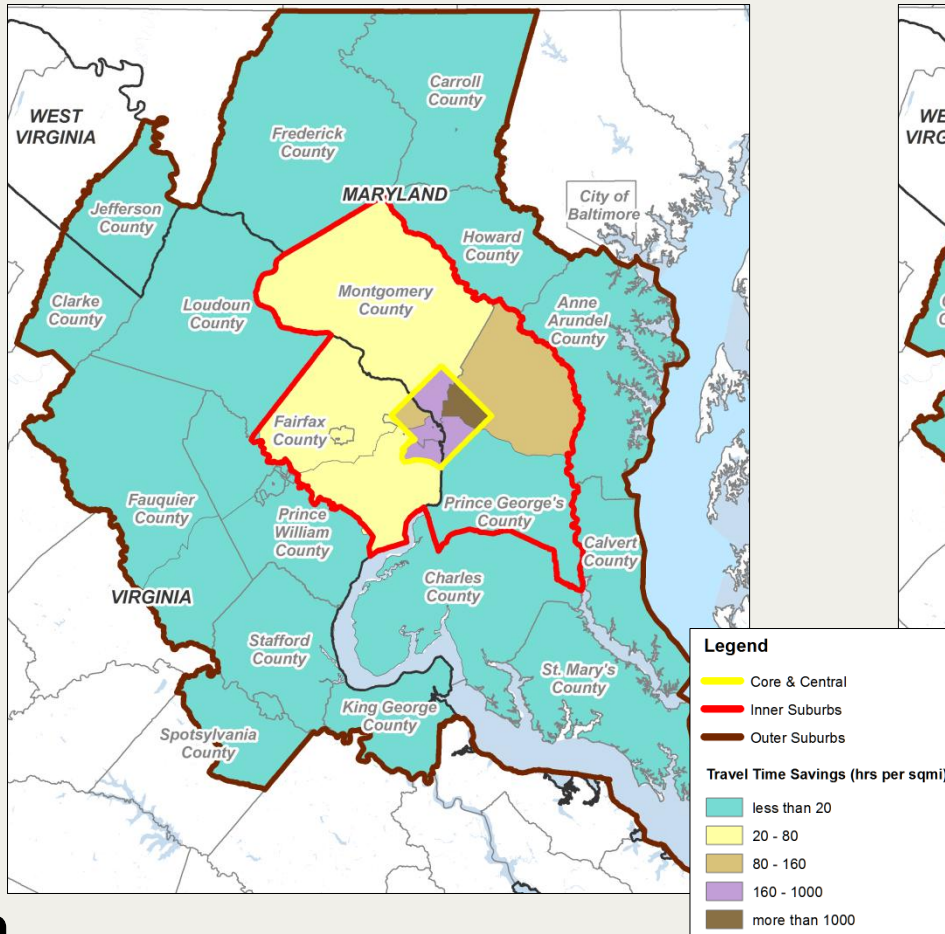 Carroll
County
WEST
VIRGINIA
Frederick
County
MARYLAND
City of
Baltimore
Jefferson
County
Howard
County
Montgomery
County
Anne
Arundel
County
Clarke
County
Loudoun
County
Fairfax
County
Fauquier
County
Prince
William
County
Prince George's
County
Calvert
County
VIRGINIA
Charles
County
Stafford
County
St. Mary's
County
King George
County
Spotsylvania
County
Legend
Core & Central
Inner Suburbs
Outer Suburbs
Travel Time Savings (hrs per sqmi)
less than 20
20 - 80
80 - 160
160 - 1000
more than 1000